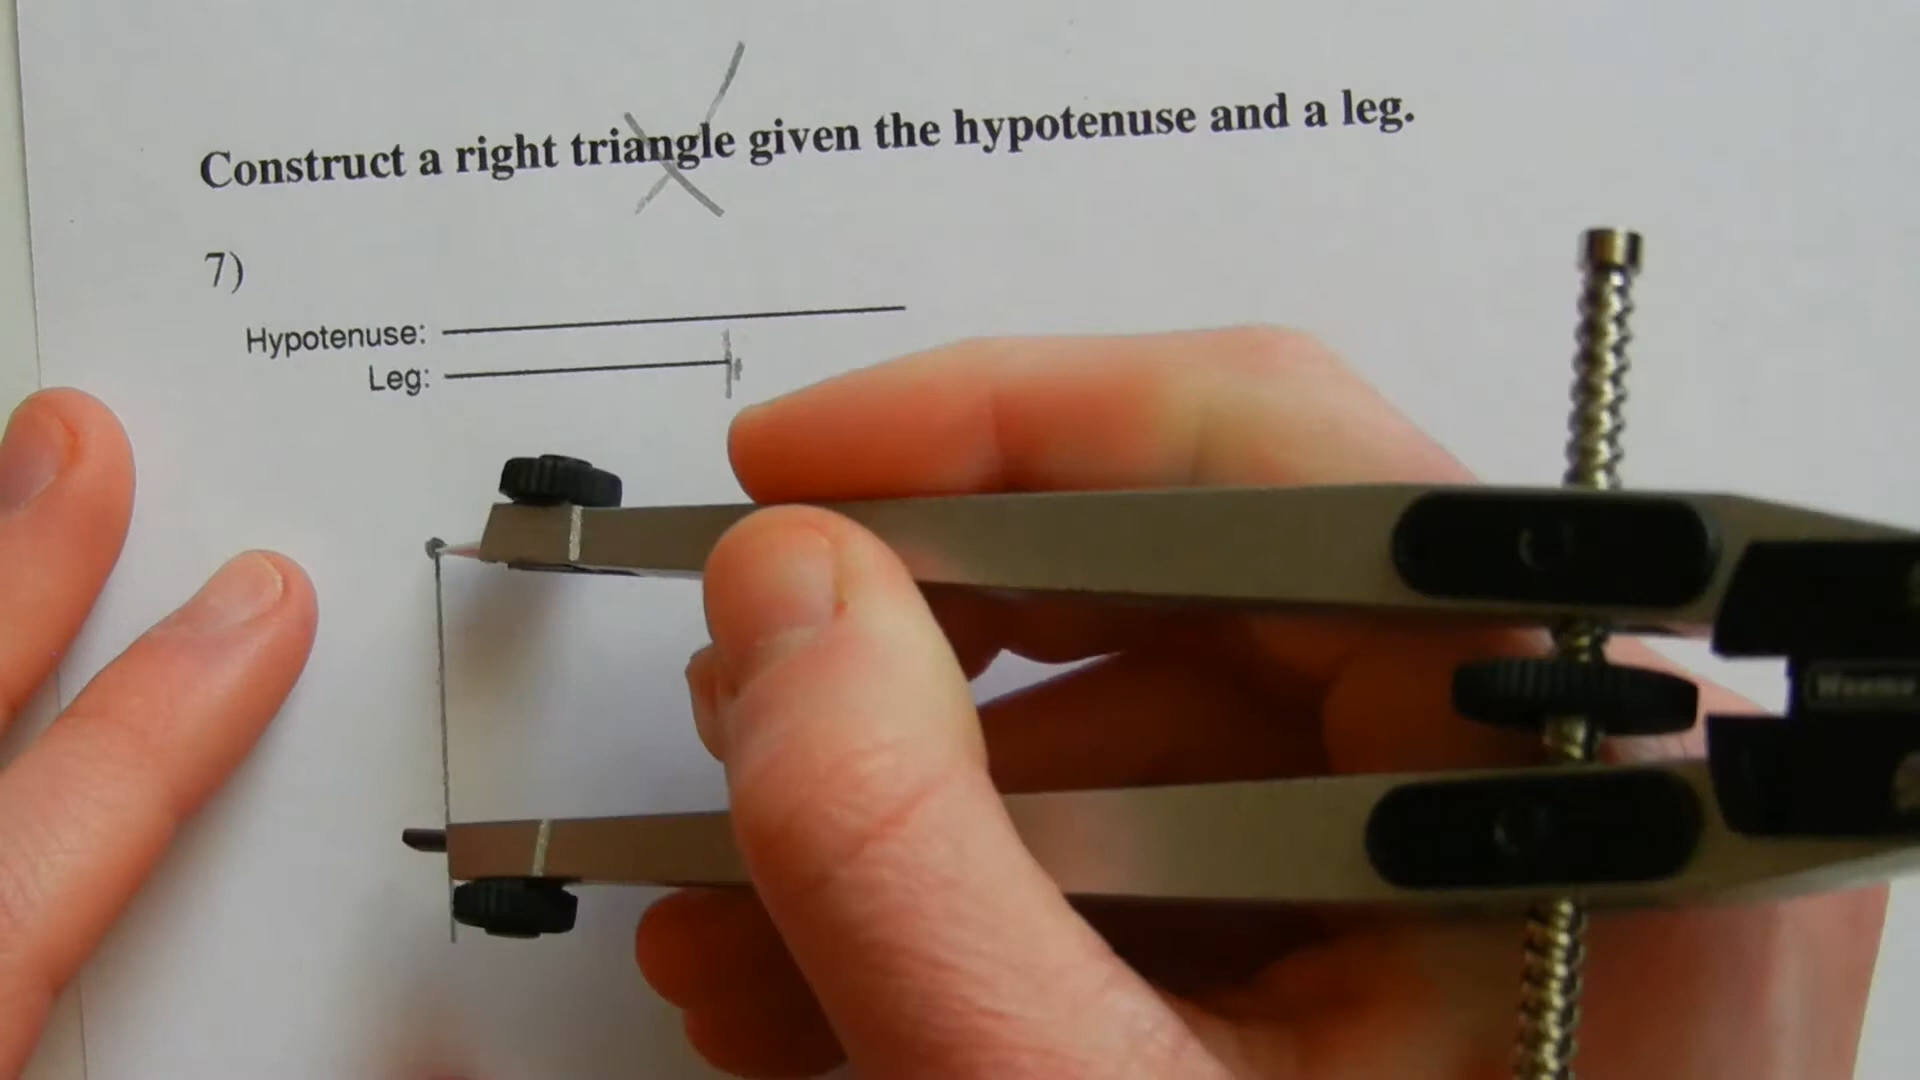 Construct a right triangle given the hypotenuse and a leg.
7)
Hypotenuse:
Leg: